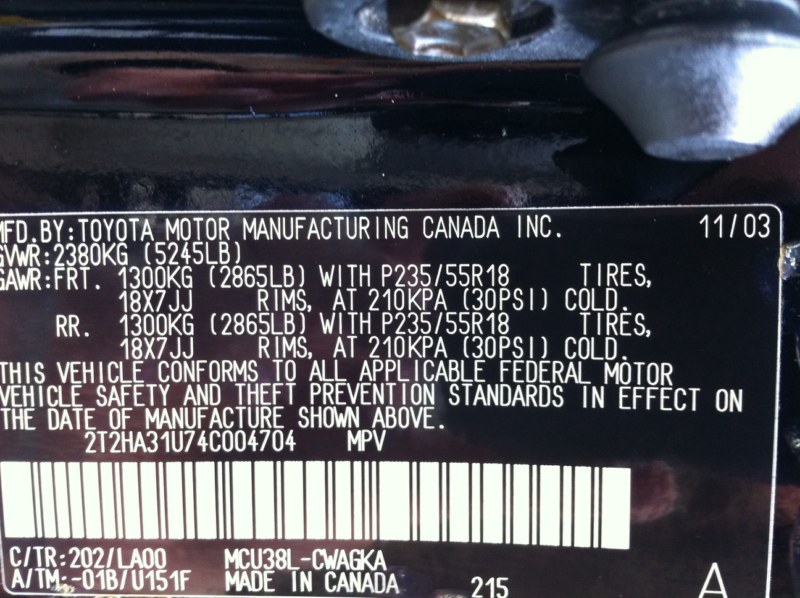 MFD.BY:TOYOTA MOTOR MANUFACTURING CANADA INC. 11/03
GVWR:2380KG (5245LB)
GAWR:FRT. 1300KG (2865LB) WITH P235/55R18 TIRES,
18X7JJ RIMS, AT 210KPA (30PSI) COLD.
RR. 1300KG (2865LB) WITH P235/55R18 TIRES,
18X7JJ RIMS, AT 210KPA (30PSI) COLD.
THIS VEHICLE CONFORMS TO ALL APPLICABLE FEDERAL MOTOR
VEHICLE SAFETY AND THEFT PREVENTION STANDARDS IN EFFECT ON
THE DATE OF MANUFACTURE SHOWN ABOVE.
2T2HA31U74C004704 MPV
C/TR:202/LA00 MCU38L-CWAGKA
A/TM:-01B/U151F MADE IN CANADA 215 A